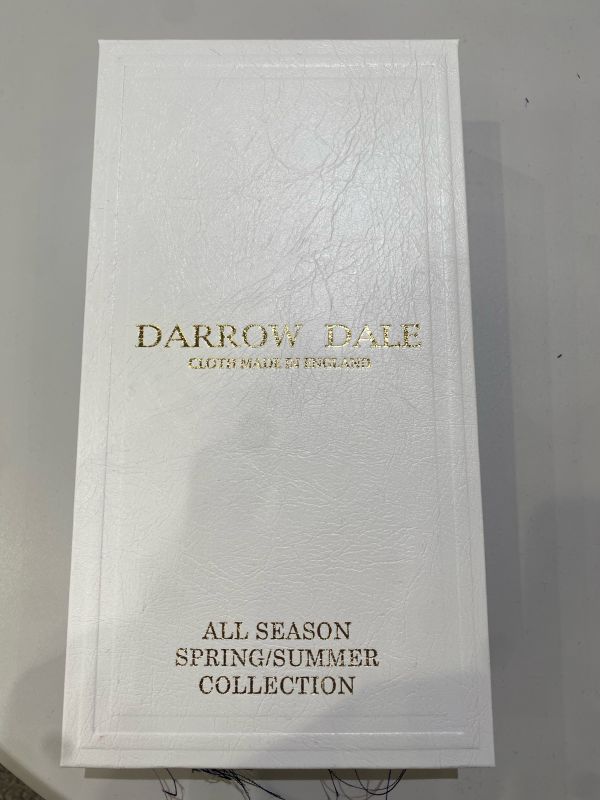 DARROW DALE
CLOTH MADE IN ENGLAND
ALL SEASON
SPRING/SUMMER
COLLECTION